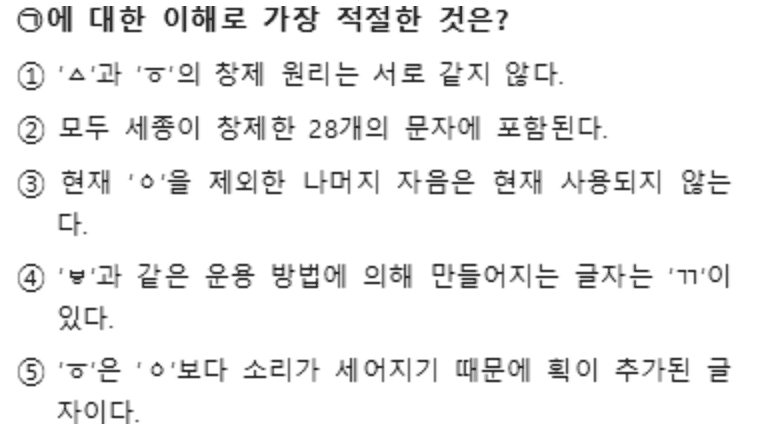 ㉠에 대한 이해로 가장 적절한 것은?
① 'ㅿ'과 'ㆆ'의 창제 원리는 서로 같지 않다.
② 모두 세종이 창제한 28개의 문자에 포함된다.
③ 현재 'ㆁ'을 제외한 나머지 자음은 현재 사용되지 않는
다.
④ 'ㅸ'과 같은 운용 방법에 의해 만들어지는 글자는 'ㄲ'이
있다.
⑤ 'ㆆ'은 'ㆁ'보다 소리가 세어지기 때문에 획이 추가된 글
자이다.